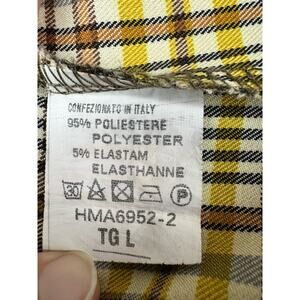 CONFEZIONATO IN ITALY
95% POLIESTERE
POLYESTER
5% ELASTAM
ELASTHANNE
30 P
HMA6952-2
TG L